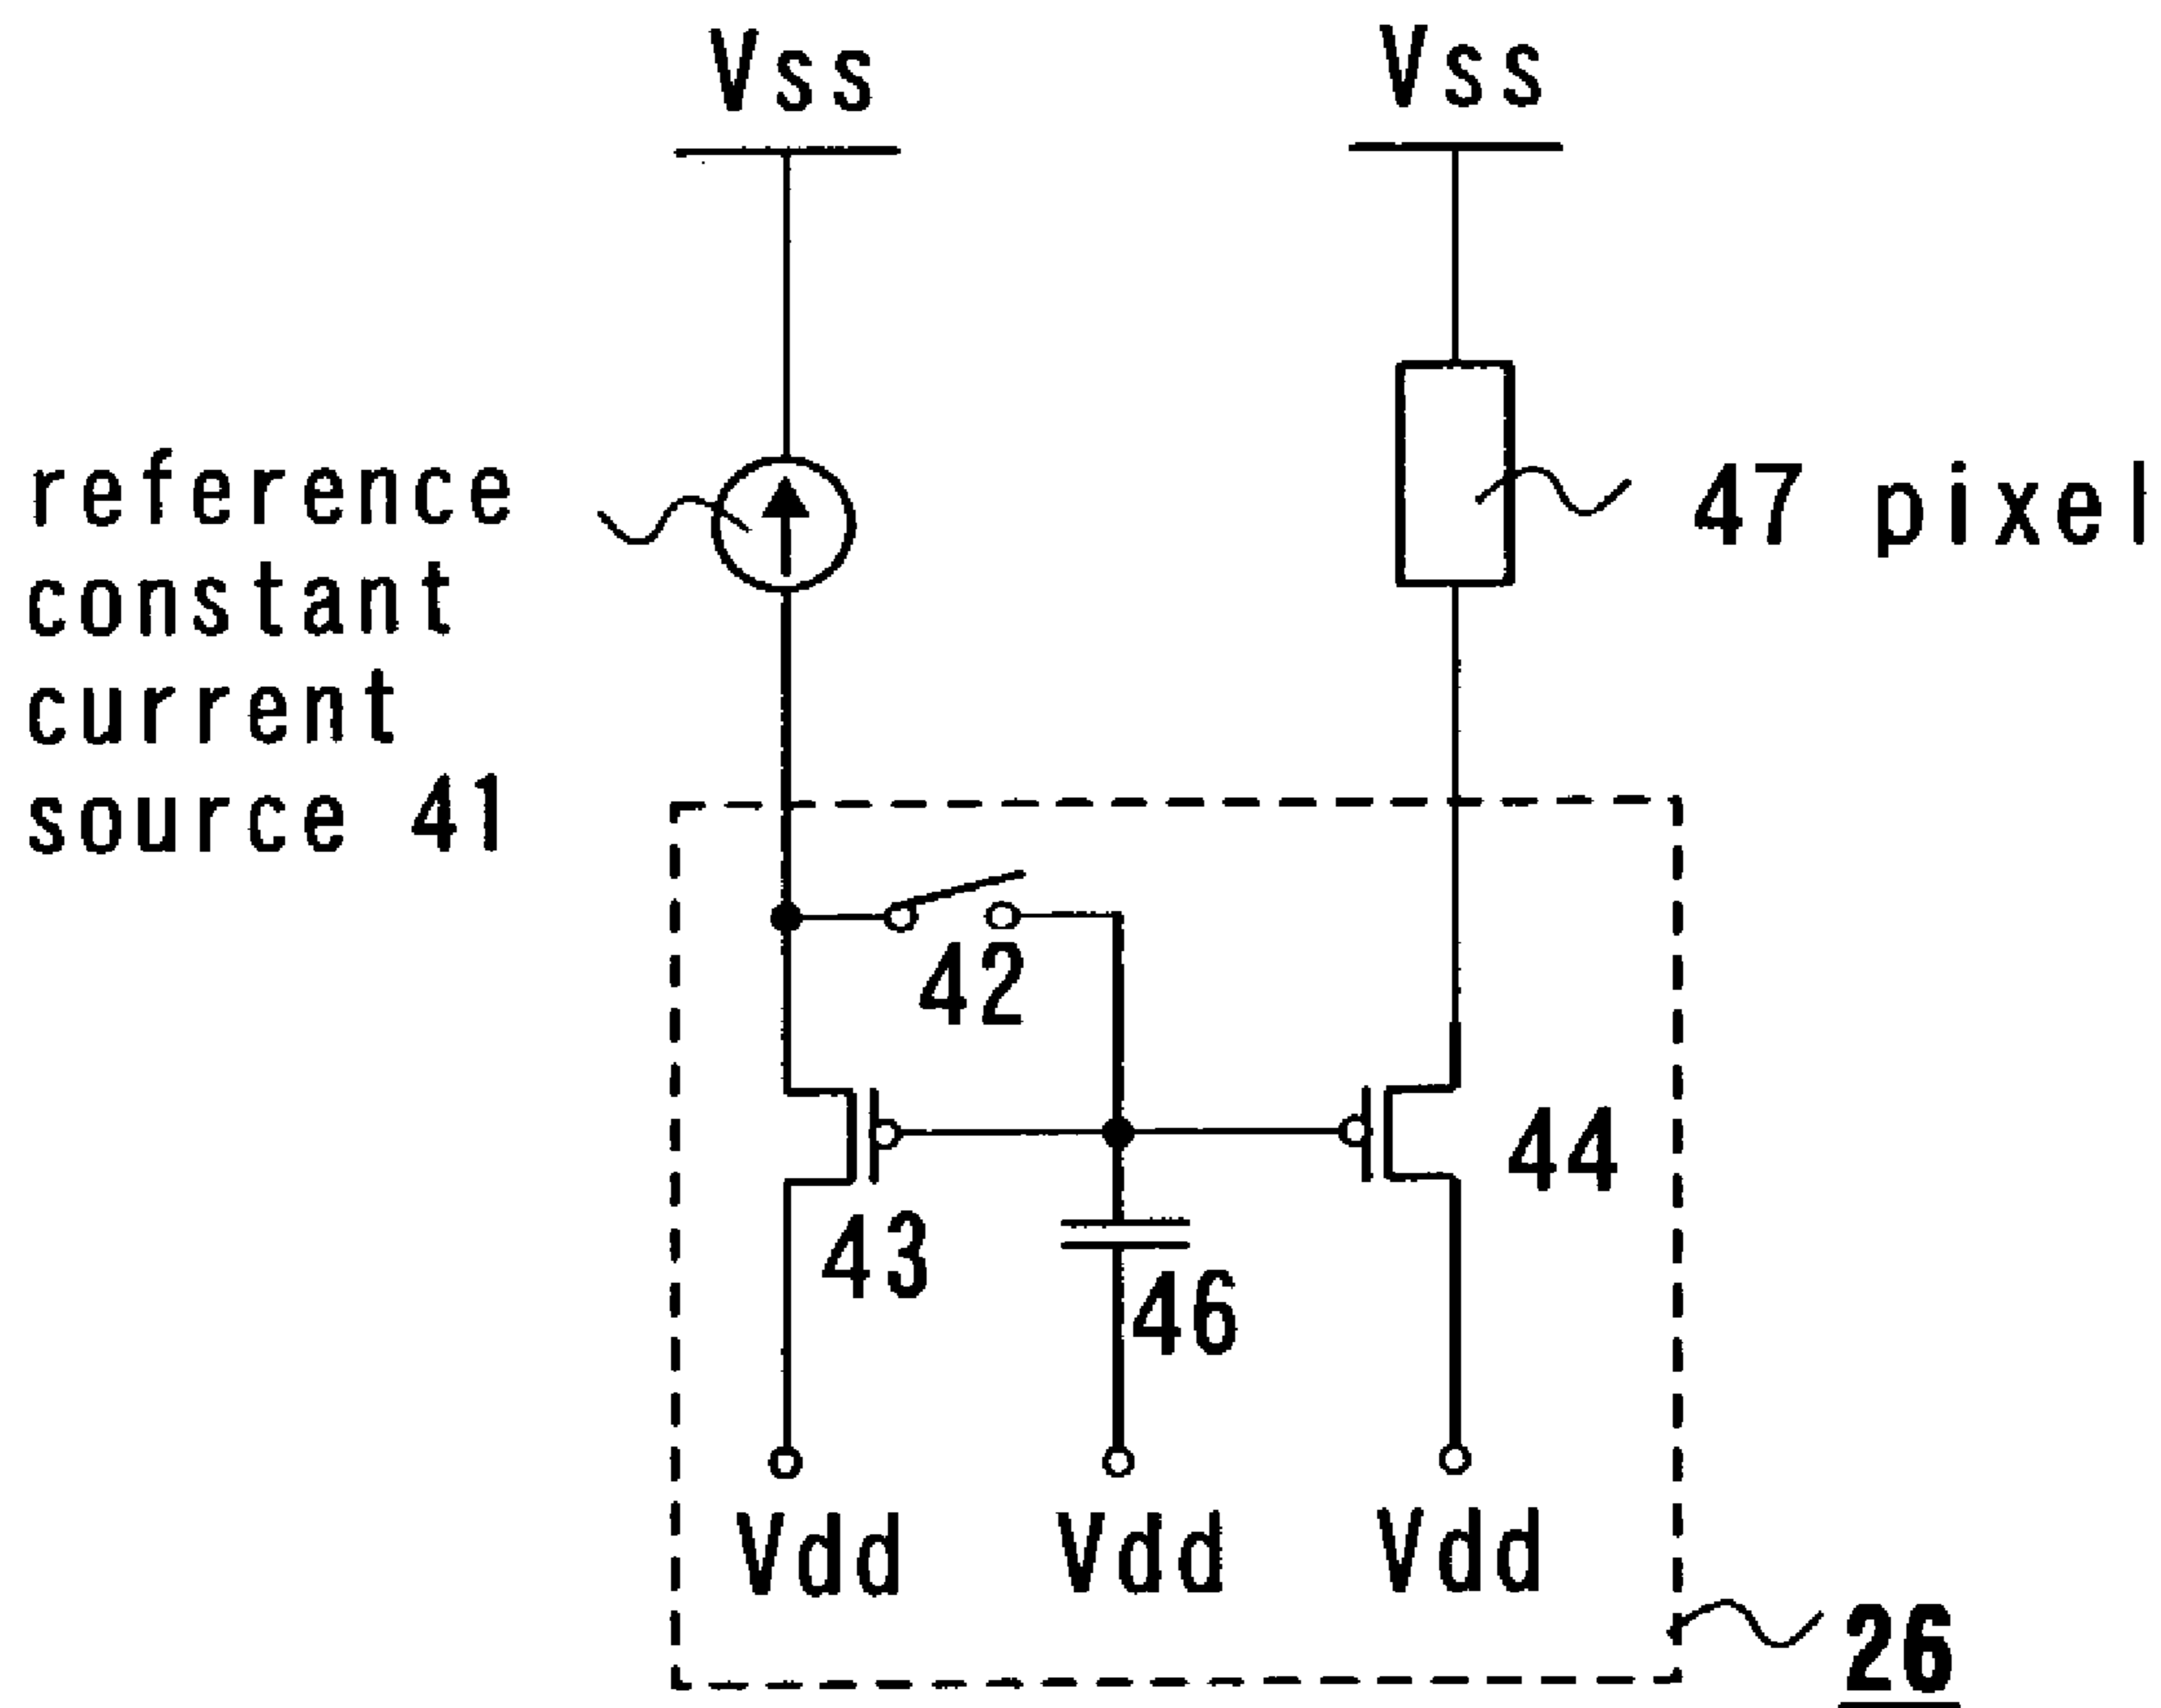 Vss
Vss
reference
constant
current
source 41
47 pixel
42
44
43
46
Vdd
Vdd
Vdd
26